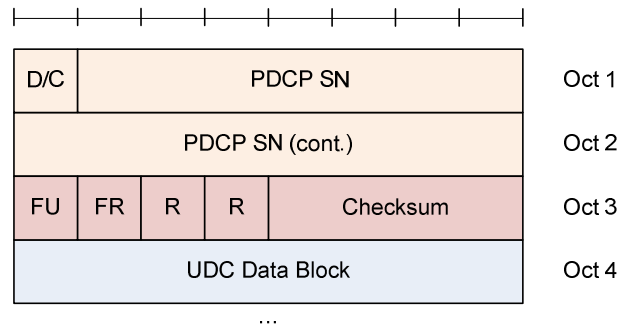 D/C PDCP SN Oct 1
PDCP SN (cont.) Oct 2
FU FR R R Checksum Oct 3
UDC Data Block Oct 4
...